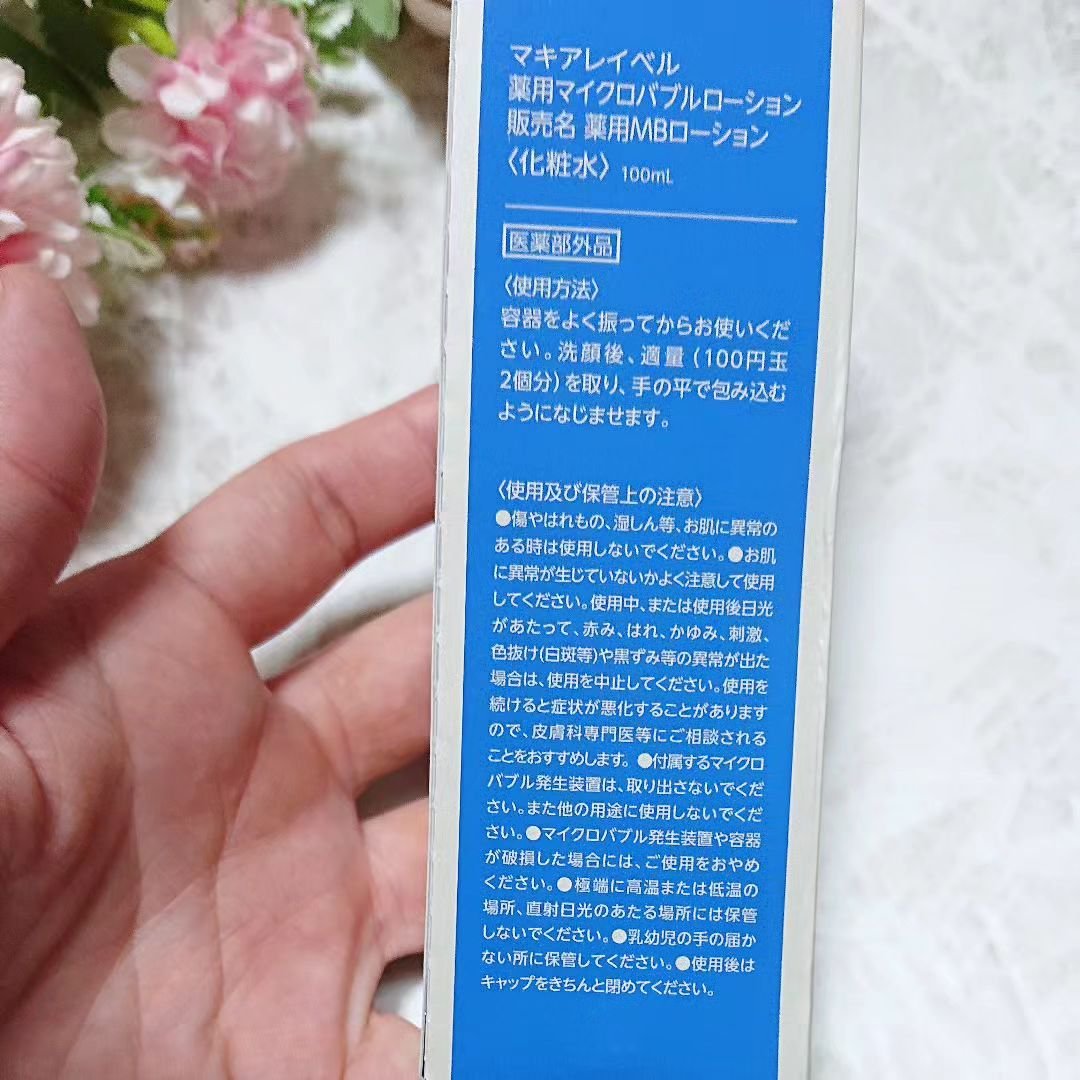 マキアレイベル
薬用マイクロバブルローション
販売名 薬用MBローション
〈化粧水〉 100mL
医薬部外品
〈使用方法〉
容器をよく振ってからお使いくだ
さい。洗顔後、適量（100円玉
2個分）を取り、手の平で包み込む
ようになじませます。
〈使用及び保管上の注意〉
●傷やはれもの、湿しん等、お肌に異常の
ある時は使用しないでください。●お肌
に異常が生じていないかよく注意して使用
してください。使用中、または使用後日光
があたって、赤み、はれ、かゆみ、刺激、
色抜け(白斑等)や黒ずみ等の異常が出た
場合は、使用を中止してください。使用を
続けると症状が悪化することがあります
ので、皮膚科専門医等にご相談される
ことをおすすめします。●付属するマイクロ
バブル発生装置は、取り出さないでくだ
さい。また他の用途に使用しないでくだ
さい。●マイクロバブル発生装置や容器
が破損した場合には、ご使用をおやめ
ください。●極端に高温または低温の
場所、直射日光のあたる場所には保管
しないでください。●乳幼児の手の届か
ない所に保管してください。●使用後は
キャップをきちんと閉めてください。